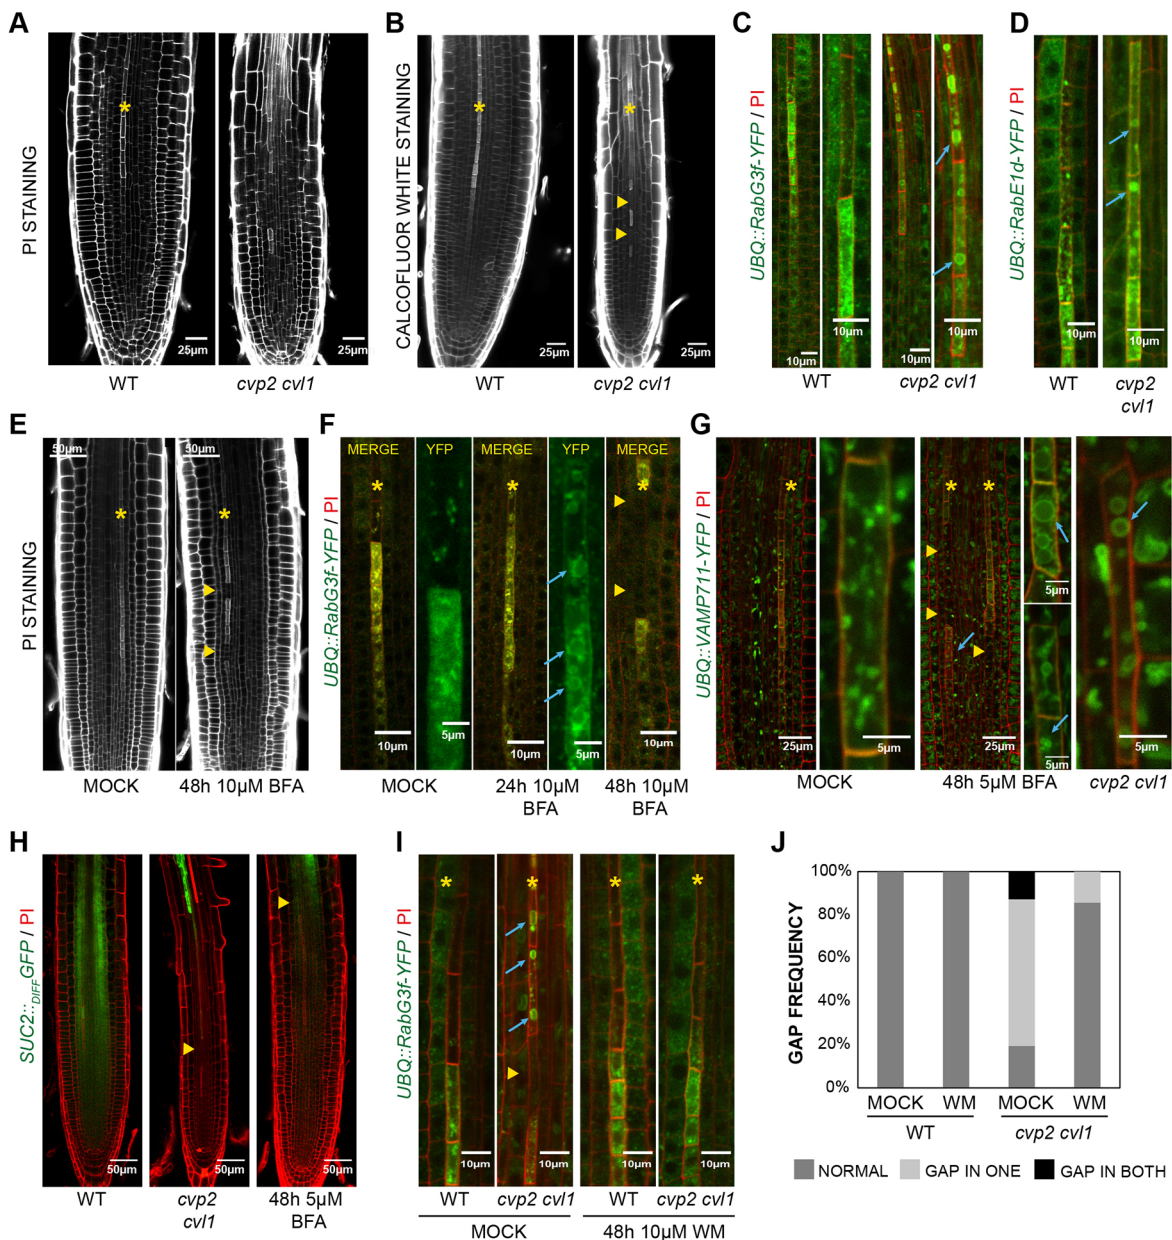 A
PI STAINING
25µm
25µm
WT
cvp2 cvl1
B
CALCOFLUOR WHITE STAINING
25µm
25µm
WT
cvp2 cvl1
C
UBQ::RabG3f-YFP / PI
10µm
10µm
10µm
10µm
WT
cvp2 cvl1
D
UBQ::RabE1d-YFP / PI
10µm
10µm
WT
cvp2
cvl1
E
PI STAINING
50µm
50µm
MOCK
48h 10µM BFA
F
UBQ::RabG3f-YFP / PI
MERGE
YFP
MERGE
YFP
MERGE
10µm
5µm
10µm
5µm
10µm
MOCK
24h 10µM
BFA
48h 10µM
BFA
G
UBQ::VAMP711-YFP / PI
25µm
5µm
25µm
5µm
5µm
5µm
MOCK
48h 5µM BFA
cvp2 cvl1
H
SUC2::DIFFGFP / PI
50µm
50µm
50µm
WT
cvp2
cvl1
48h 5µM
BFA
I
UBQ::RabG3f-YFP / PI
10µm
10µm
10µm
10µm
WT
cvp2 cvl1
WT
cvp2 cvl1
MOCK
48h 10µM WM
J
GAP FREQUENCY
100%
80%
60%
40%
20%
0%
MOCK
WM
MOCK
WM
WT
cvp2 cvl1
NORMAL
GAP IN ONE
GAP IN BOTH